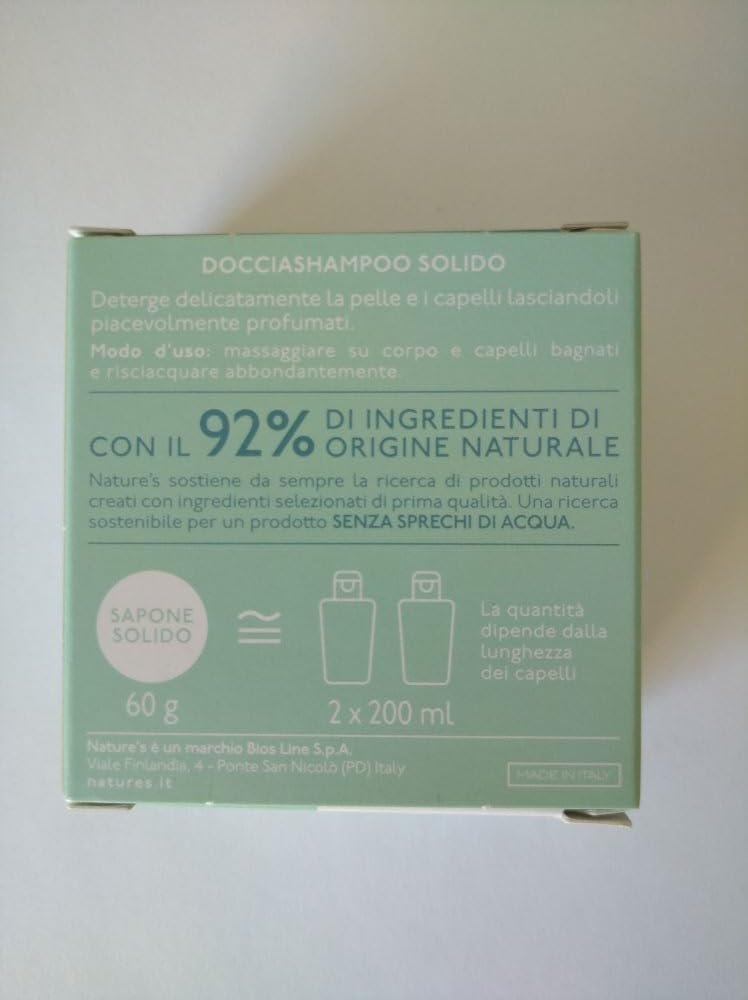 DOCCIASHAMPOO SOLIDO
Deterge delicatamente la pelle e i capelli lasciandoli
piacevolmente profumati.
Modo d'uso: massaggiare su corpo e capelli bagnati
e risciacquare abbondantemente.
CON IL 92% DI INGREDIENTI DI
ORIGINE NATURALE
Nature's sostiene da sempre la ricerca di prodotti naturali
creati con ingredienti selezionati di prima qualità. Una ricerca
sostenibile per un prodotto SENZA SPRECHI DI ACQUA.
SAPONE
SOLIDO
≅
60 g
2 x 200 ml
La quantità
dipende dalla
lunghezza
dei capelli
Nature's è un marchio Bios Line S.p.A.
Viale Finlandia, 4 - Ponte San Nicolò (PD) Italy
natures.it
MADE IN ITALY